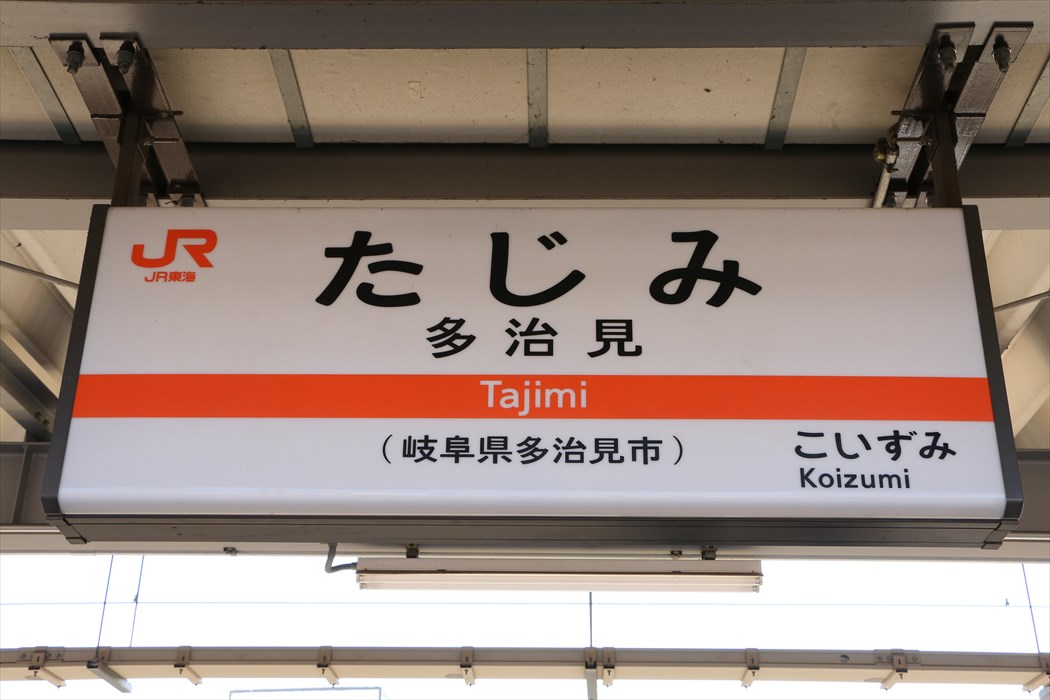 JR
JR東海
たじみ
多治見
Tajimi
（岐阜県多治見市）
こいずみ
Koizumi